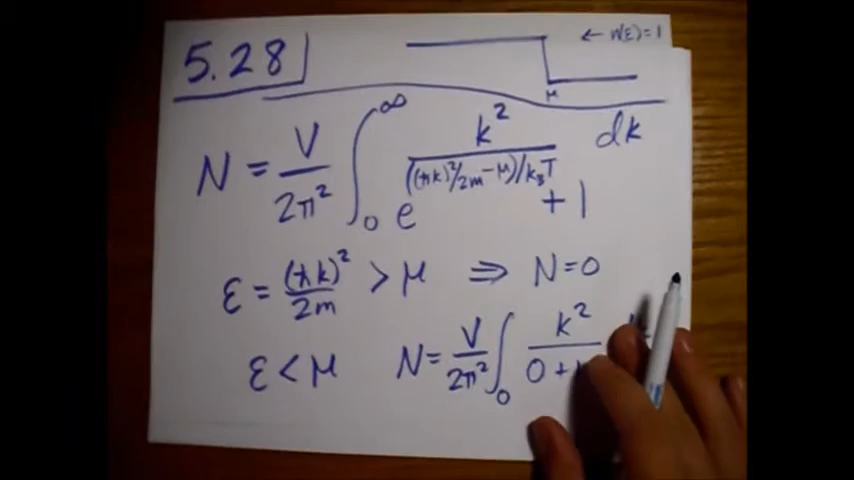 5.28
← n(ε)=1
μ
N = V/2π² ∫₀^∞ k²/(e^(((ħk)²/2m − μ)/k_BT) + 1) dk
ε = (ħk)²/2m > μ ⇒ N=0
ε < μ N = V/2π² ∫₀ k²/0+